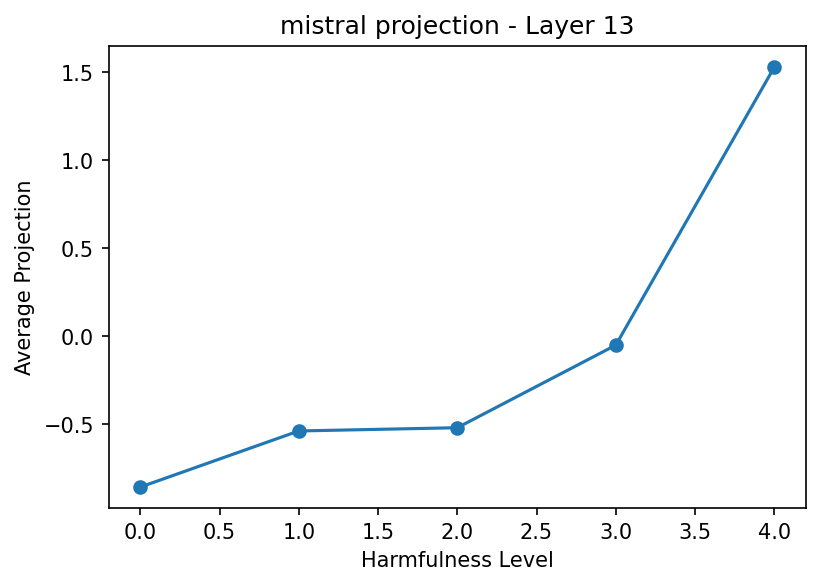 mistral projection - Layer 13
1.5
1.0
0.5
0.0
−0.5
Average Projection
0.0 0.5 1.0 1.5 2.0 2.5 3.0 3.5 4.0
Harmfulness Level